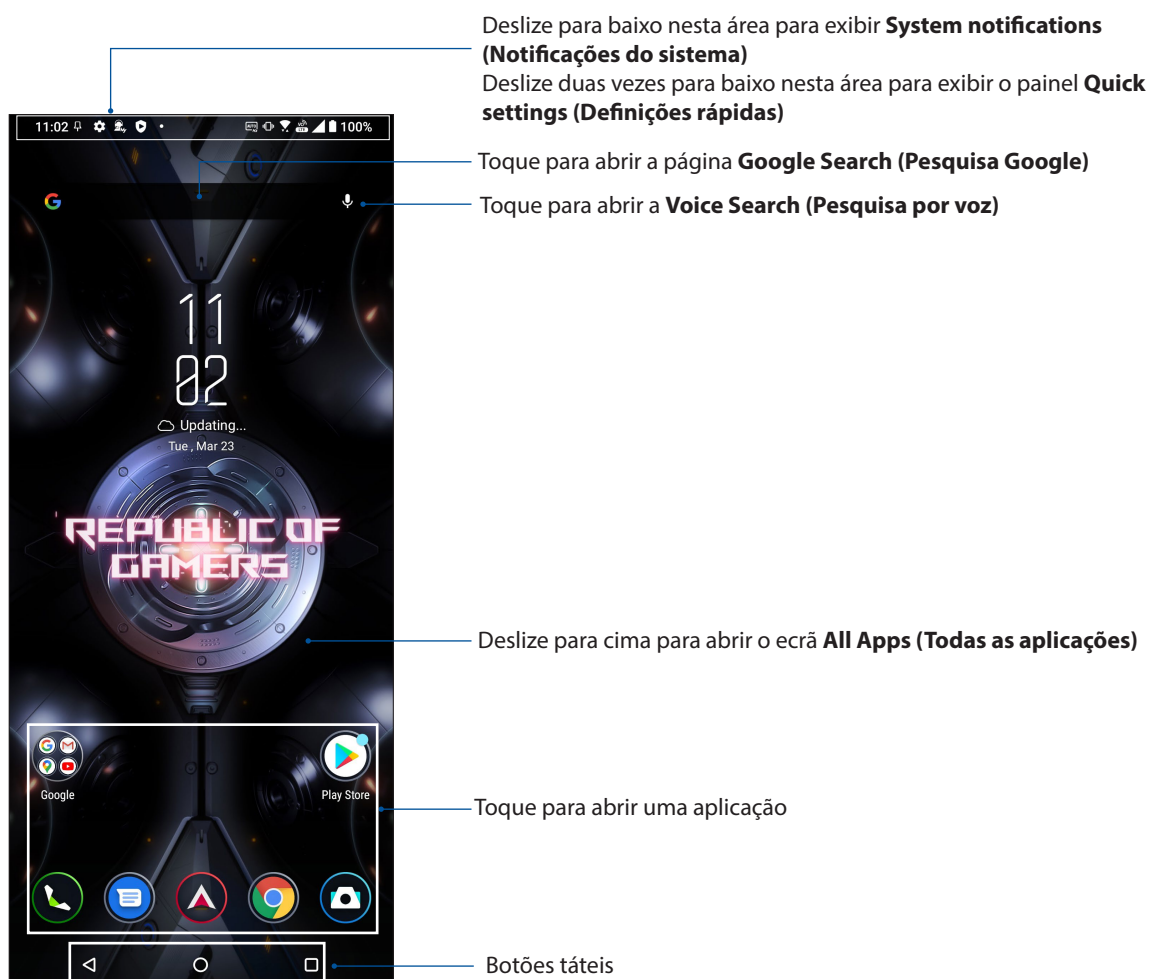 Deslize para baixo nesta área para exibir System notifications
(Notificações do sistema)
Deslize duas vezes para baixo nesta área para exibir o painel Quick
settings (Definições rápidas)
11:02
100%
Toque para abrir a página Google Search (Pesquisa Google)
Toque para abrir a Voice Search (Pesquisa por voz)
11
02
Updating...
Tue , Mar 23
REPUBLIC OF
GAMERS
Deslize para cima para abrir o ecrã All Apps (Todas as aplicações)
Google
Play Store
Toque para abrir uma aplicação
Botões táteis